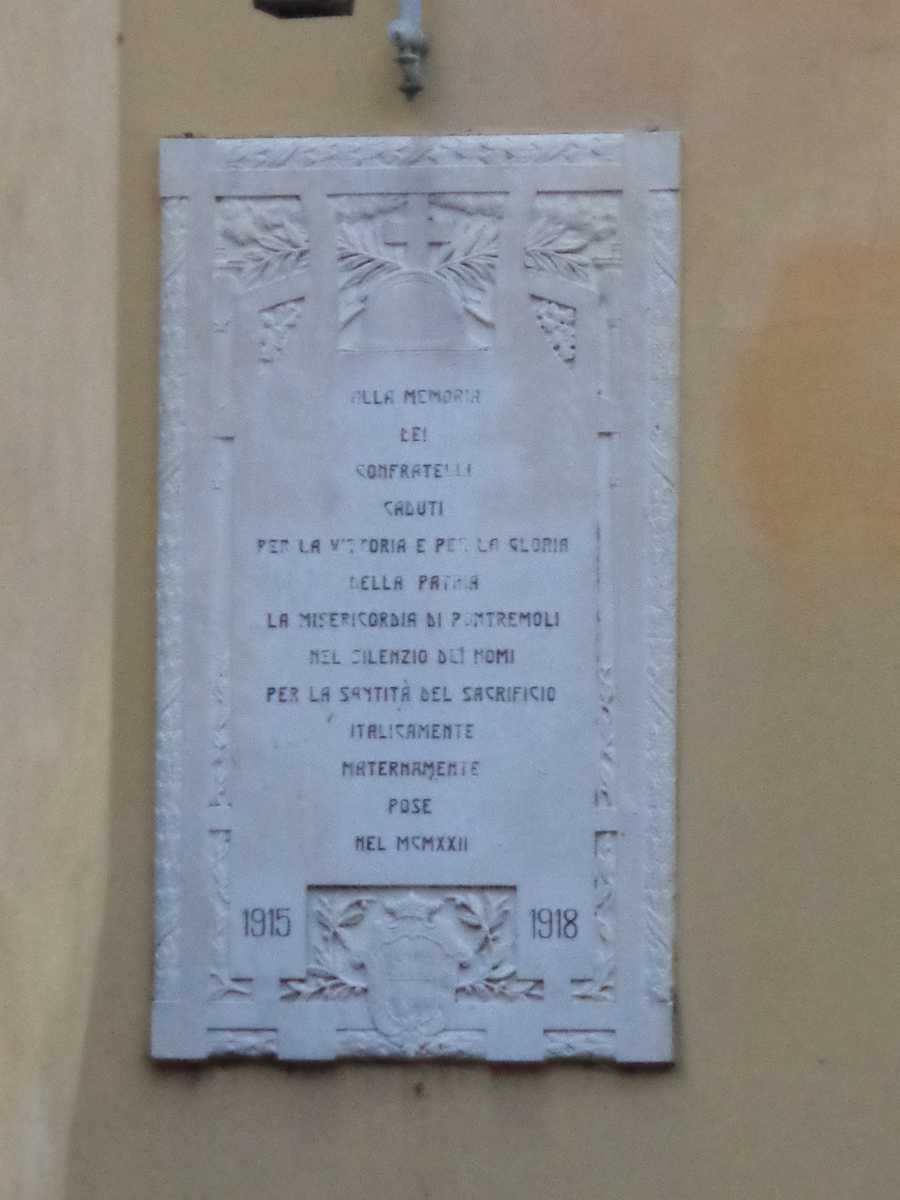 ALLA MEMORIA
DEI
CONFRATELLI
CADUTI
PER LA VITTORIA E PER LA GLORIA
DELLA PATRIA
LA MISERICORDIA DI PONTREMOLI
NEL SILENZIO DEI NOMI
PER LA SANTITÀ DEL SACRIFICIO
ITALICAMENTE
MATERNAMENTE
POSE
NEL MCMXXII
1915 1918